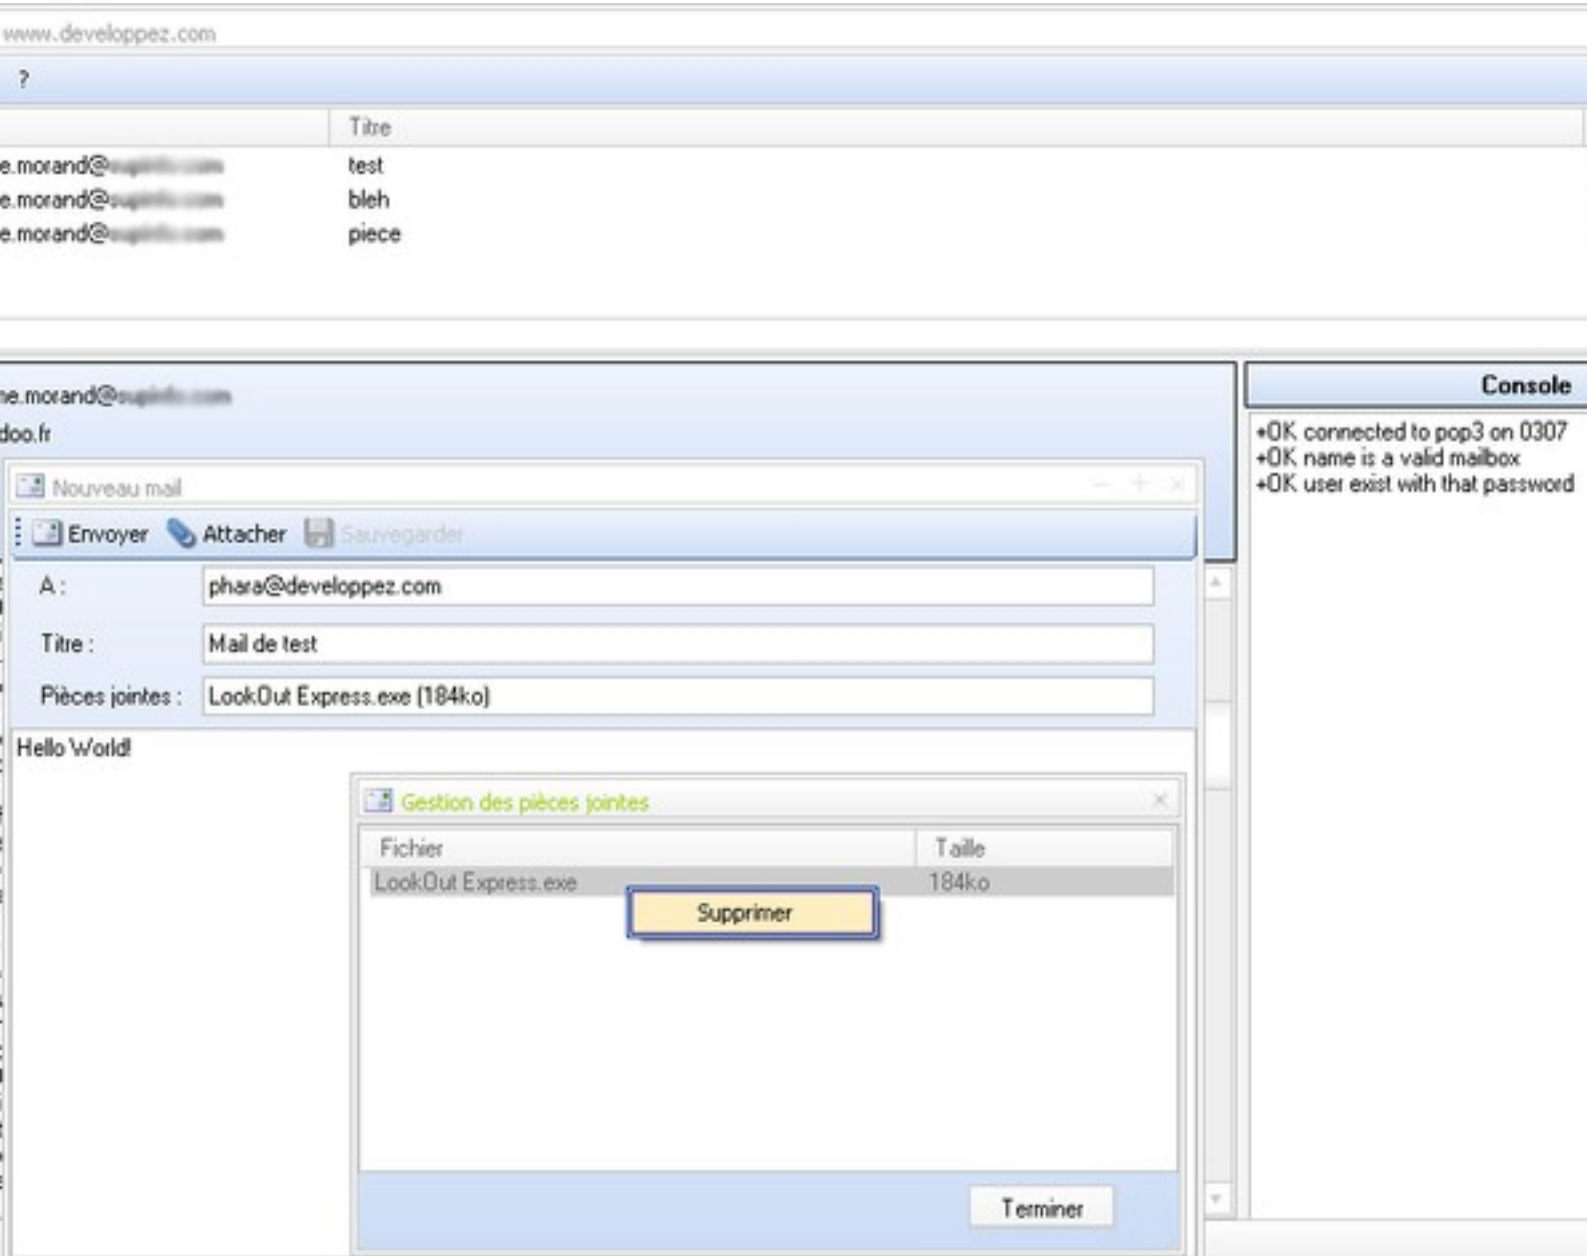 www.developpez.com
?
Titre
e.morand@ test
e.morand@ bleh
e.morand@ piece
ne.morand@
doo.fr
Console
+OK connected to pop3 on 0307
+OK name is a valid mailbox
+OK user exist with that password
Nouveau mail
Envoyer Attacher Sauvegarder
A : phara@developpez.com
Titre : Mail de test
Pièces jointes : LookOut Express.exe (184ko)
Hello World!
Gestion des pièces jointes
Fichier Taille
LookOut Express.exe 184ko
Supprimer
Terminer